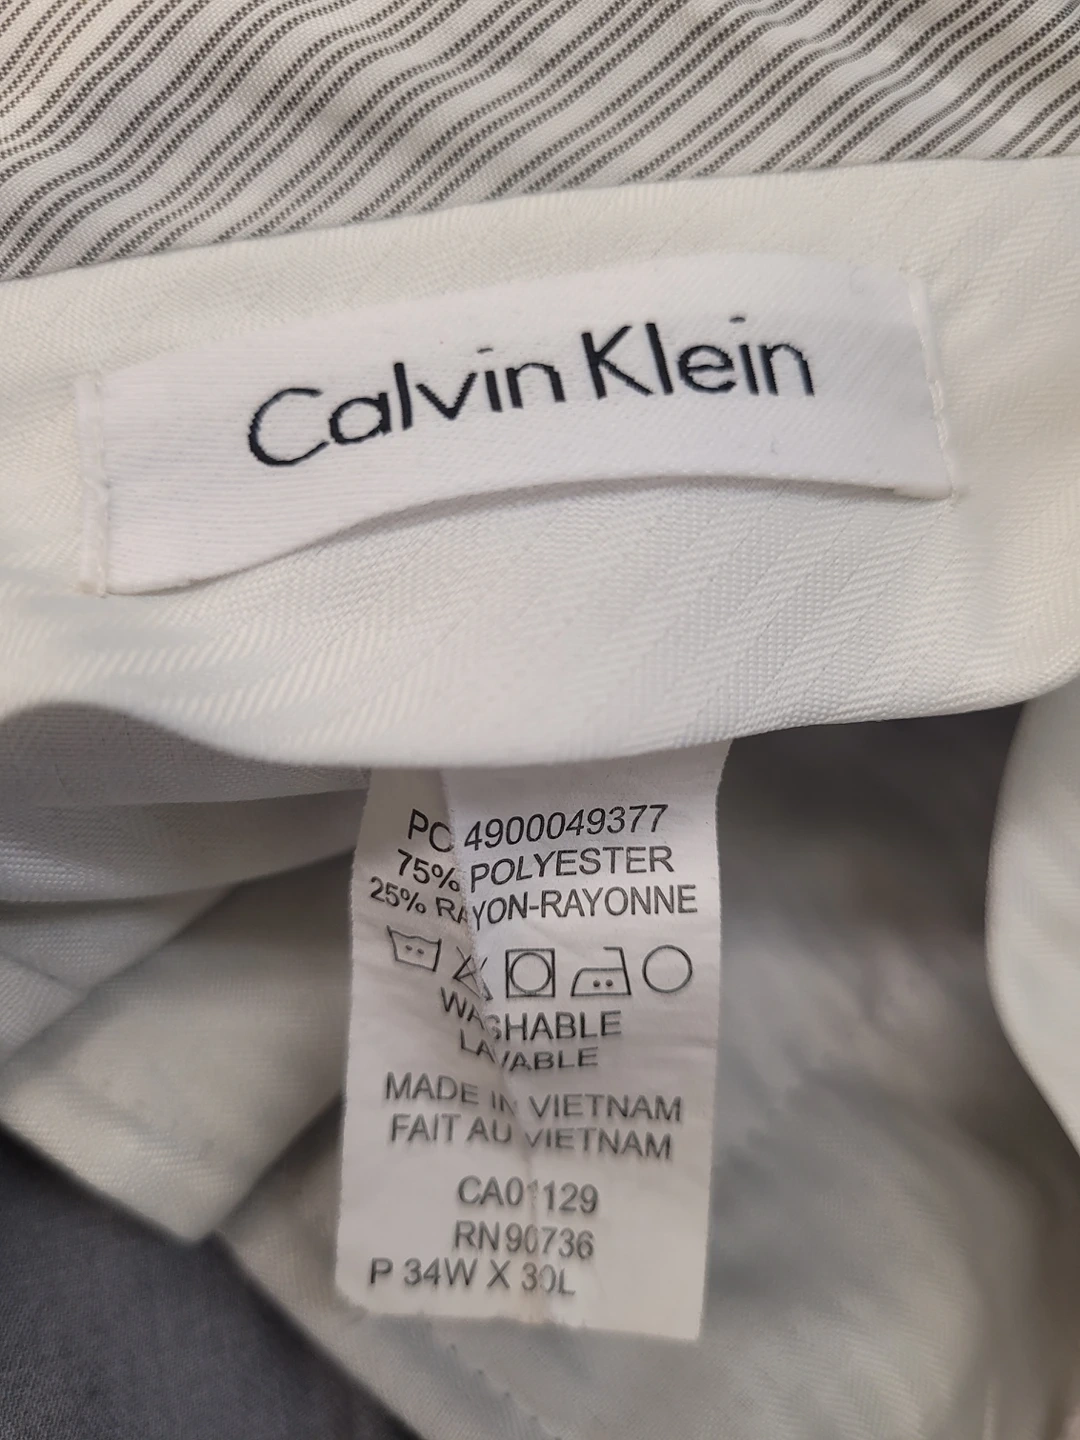 Calvin Klein
PO 4900049377
75% POLYESTER
25% RAYON-RAYONNE
WASHABLE
LAVABLE
MADE IN VIETNAM
FAIT AU VIETNAM
CA01129
RN 90736
P 34W X 30L